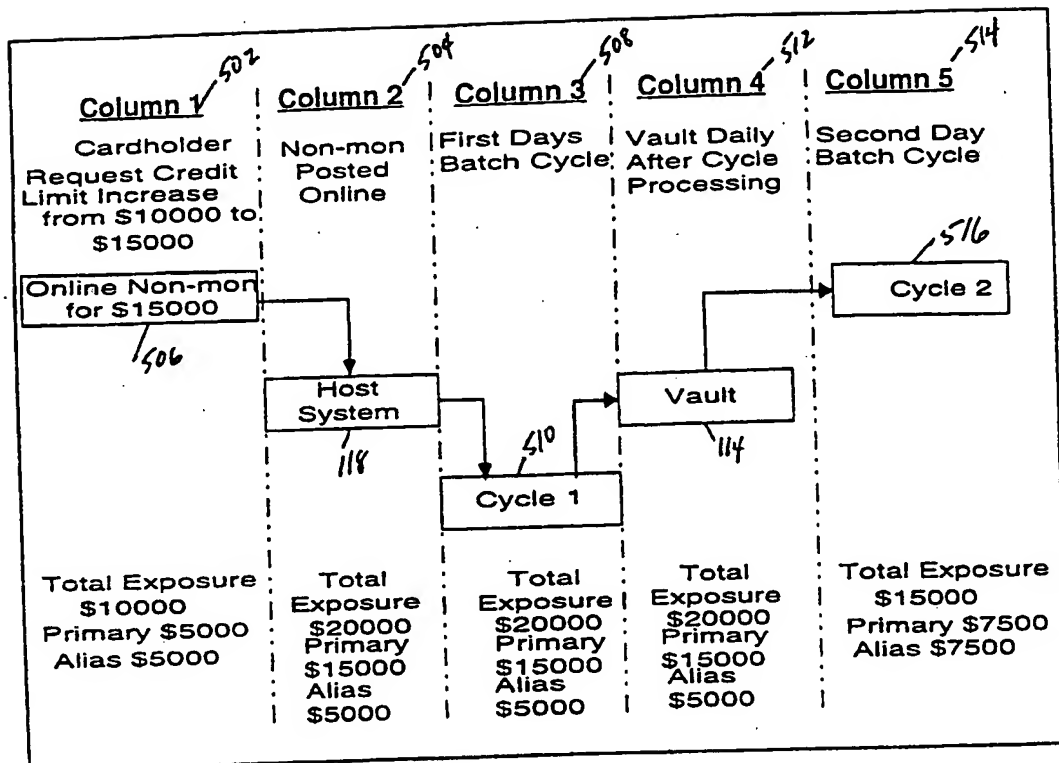 502
Column 1
Cardholder
Request Credit
Limit Increase
from $10000 to
$15000
Online Non-mon
for $15000
506
Total Exposure
$10000
Primary $5000
Alias $5000
504
Column 2
Non-mon
Posted
Online
Host
System
118
Total
Exposure
$20000
Primary
$15000
Alias
$5000
508
Column 3
First Days
Batch Cycle
510
Cycle 1
Total
Exposure
$20000
Primary
$15000
Alias
$5000
512
Column 4
Vault Daily
After Cycle
Processing
Vault
114
Total
Exposure
$20000
Primary
$15000
Alias
$5000
514
Column 5
Second Day
Batch Cycle
516
Cycle 2
Total Exposure
$15000
Primary $7500
Alias $7500